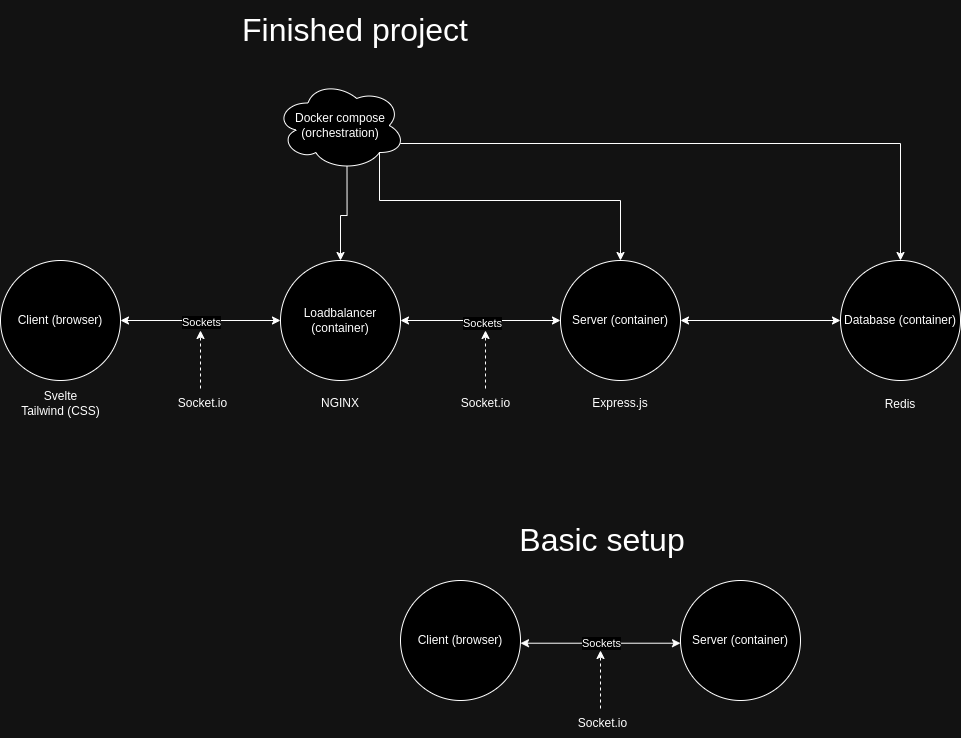 Finished project
Docker compose
(orchestration)
Client (browser)
Sockets
Loadbalancer
(container)
Sockets
Server (container)
Database (container)
Svelte
Tailwind (CSS)
Socket.io
NGINX
Socket.io
Express.js
Redis
Basic setup
Client (browser)
Sockets
Server (container)
Socket.io